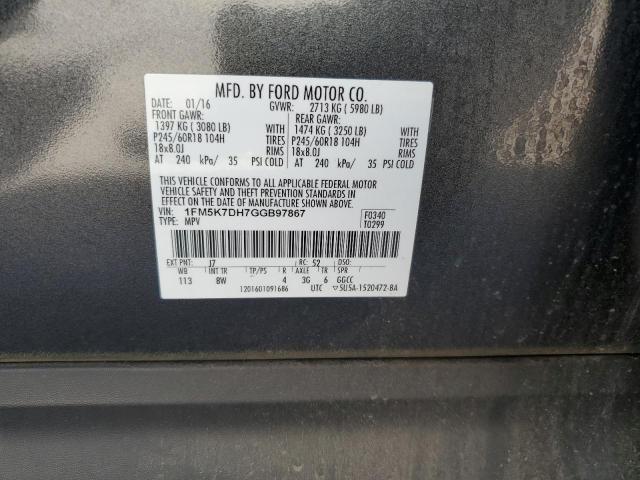 MFD. BY FORD MOTOR CO.
DATE: 01/16 GVWR: 2713 KG ( 5980 LB)
FRONT GAWR: REAR GAWR:
1397 KG ( 3080 LB) WITH 1474 KG ( 3250 LB) WITH
P245/60R18 104H TIRES P245/60R18 104H TIRES
18x8.0J RIMS 18x8.0J RIMS
AT 240 kPa/ 35 PSI COLD AT 240 kPa/ 35 PSI COLD
THIS VEHICLE CONFORMS TO ALL APPLICABLE FEDERAL MOTOR
VEHICLE SAFETY AND THEFT PREVENTION STANDARDS IN
EFFECT ON THE DATE OF MANUFACTURE SHOWN ABOVE.
VIN: 1FM5K7DH7GGB97867 F0340
TYPE: MPV T0299
EXT PNT: J7 RC: 52 DSO:
WB INT TR TP/PS R AXLE TR SPR
113 8W 4 3G 6 GGCC
1201601091686 UTC 5U5A-1520472-BA